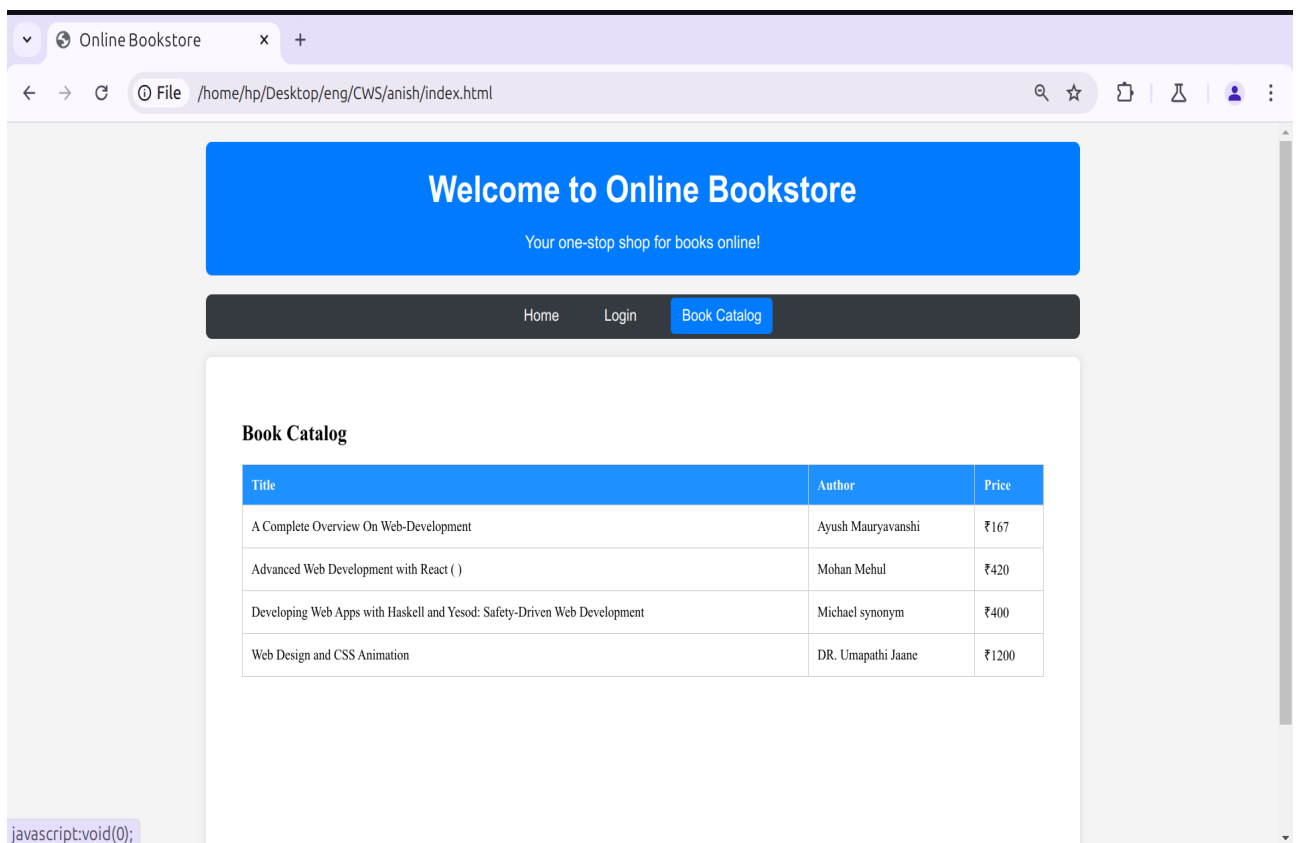 Online Bookstore
File /home/hp/Desktop/eng/CWS/anish/index.html
Welcome to Online Bookstore
Your one-stop shop for books online!
Home Login Book Catalog
Book Catalog
Title Author Price
A Complete Overview On Web-Development Ayush Mauryavanshi ₹167
Advanced Web Development with React ( ) Mohan Mehul ₹420
Developing Web Apps with Haskell and Yesod: Safety-Driven Web Development Michael synonym ₹400
Web Design and CSS Animation DR. Umapathi Jaane ₹1200
javascript:void(0);